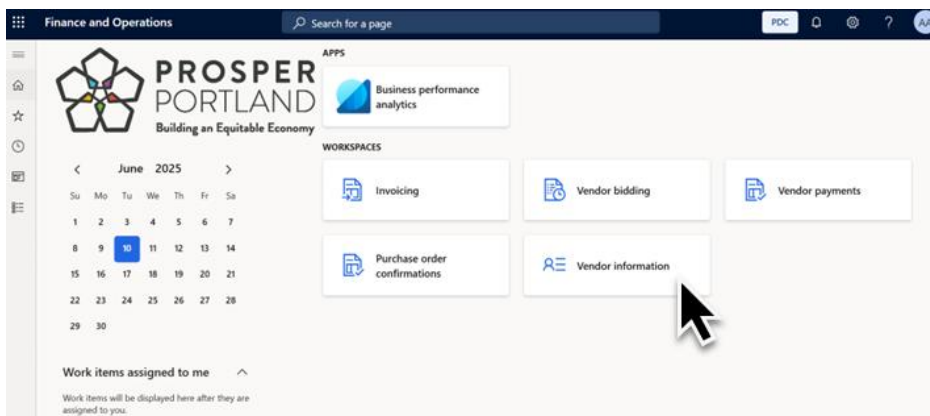 Finance and Operations
Search for a page
PDC
?
AA
PROSPER
PORTLAND
Building an Equitable Economy
June 2025
Su Mo Tu We Th Fr Sa
1 2 3 4 5 6 7
8 9 10 11 12 13 14
15 16 17 18 19 20 21
22 23 24 25 26 27 28
29 30
Work items assigned to me
Work items will be displayed here after they are
assigned to you.
APPS
Business performance
analytics
WORKSPACES
Invoicing
Vendor bidding
Vendor payments
Purchase order
confirmations
Vendor information